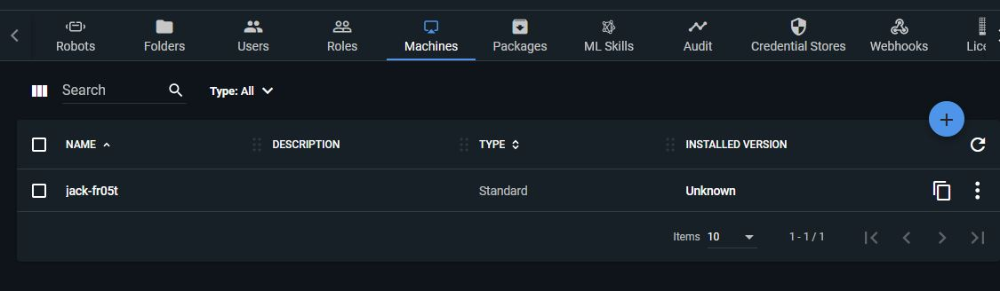 Robots Folders Users Roles Machines Packages ML Skills Audit Credential Stores Webhooks Lice
Search Type: All
NAME DESCRIPTION TYPE INSTALLED VERSION
jack-fr05t Standard Unknown
Items 10 1 - 1 / 1